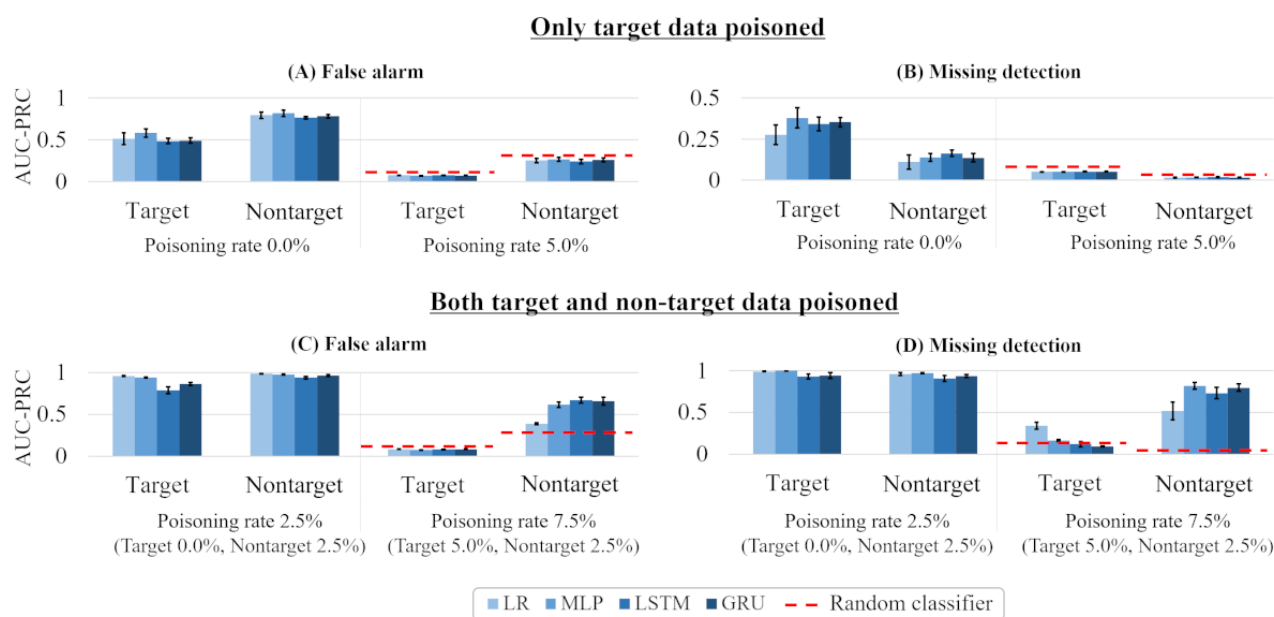 Only target data poisoned
(A) False alarm
(B) Missing detection
AUC-PRC
1
0.5
0
0.5
0.25
0
Target Nontarget Target Nontarget
Target Nontarget Target Nontarget
Poisoning rate 0.0% Poisoning rate 5.0%
Poisoning rate 0.0% Poisoning rate 5.0%
Both target and non-target data poisoned
(C) False alarm
(D) Missing detection
AUC-PRC
1
0.5
0
1
0.5
0
Target Nontarget Target Nontarget
Target Nontarget Target Nontarget
Poisoning rate 2.5% Poisoning rate 7.5%
(Target 0.0%, Nontarget 2.5%) (Target 5.0%, Nontarget 2.5%)
Poisoning rate 2.5% Poisoning rate 7.5%
(Target 0.0%, Nontarget 2.5%) (Target 5.0%, Nontarget 2.5%)
LR MLP LSTM GRU Random classifier